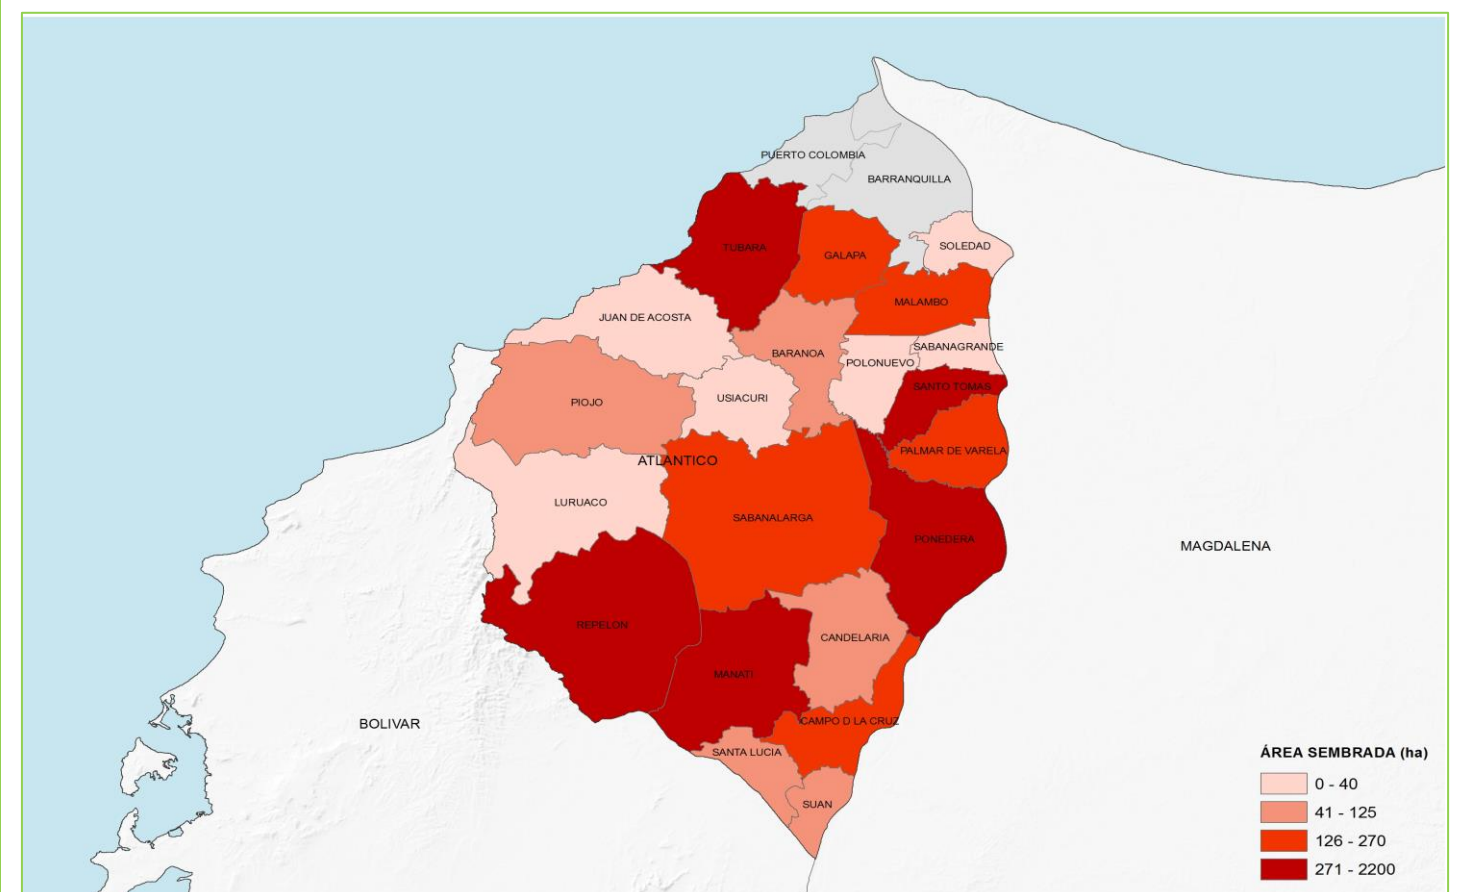 PUERTO COLOMBIA
BARRANQUILLA
SOLEDAD
TUBARA
GALAPA
MALAMBO
JUAN DE ACOSTA
SABANAGRANDE
BARANOA
POLONUEVO
SANTO TOMAS
USIACURI
PIOJO
PALMAR DE VARELA
ATLANTICO
LURUACO
SABANALARGA
PONEDERA
MAGDALENA
REPELON
CANDELARIA
MANATI
BOLIVAR
CAMPO D LA CRUZ
SANTA LUCIA
SUAN
ÁREA SEMBRADA (ha)
0 - 40
41 - 125
126 - 270
271 - 2200